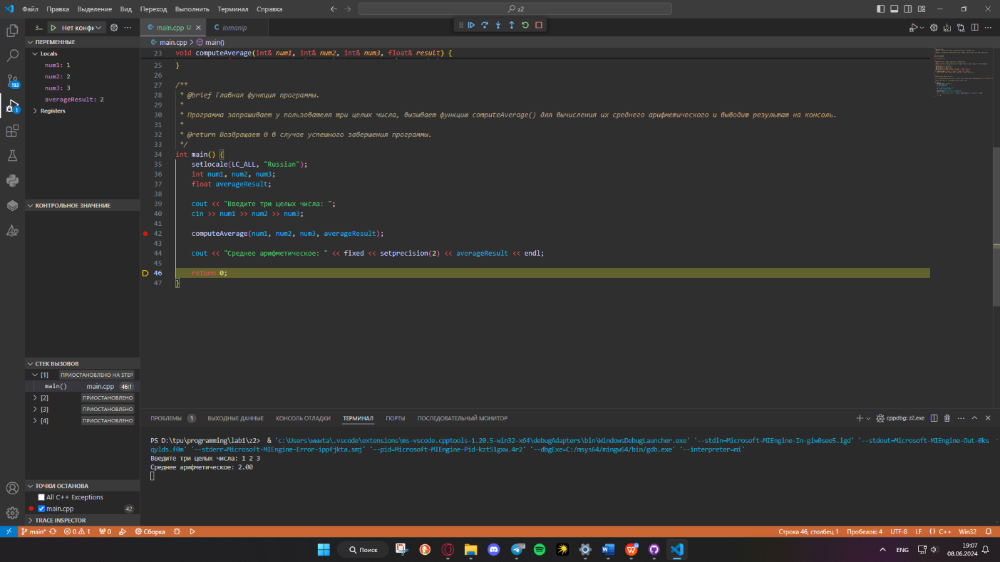 Файл Правка Выделение Вид Переход Выполнить Терминал Справка
z2
3... Нет конфи
main.cpp U
iomanip
ПЕРЕМЕННЫЕ
Locals
num1: 1
num2: 2
num3: 3
averageResult: 2
Registers
КОНТРОЛЬНОЕ ЗНАЧЕНИЕ
СТЕК ВЫЗОВОВ
[1] ПРИОСТАНОВЛЕНО НА STEP
main() main.cpp 46:1
[2] ПРИОСТАНОВЛЕНО
[3] ПРИОСТАНОВЛЕНО
[4] ПРИОСТАНОВЛЕНО
ТОЧКИ ОСТАНОВА
All C++ Exceptions
main.cpp 42
TRACE INSPECTOR
193
1
main.cpp > main()
23 void computeAverage(int& num1, int& num2, int& num3, float& result) {
25 }
26
27 /**
28 * @brief Главная функция программы.
29 *
30 * Программа запрашивает у пользователя три целых числа, вызывает функцию computeAverage() для вычисления их среднего арифметического и выводит результат на консоль.
31 *
32 * @return Возвращает 0 в случае успешного завершения программы.
33 */
34 int main() {
35 setlocale(LC_ALL, "Russian");
36 int num1, num2, num3;
37 float averageResult;
38
39 cout << "Введите три целых числа: ";
40 cin >> num1 >> num2 >> num3;
41
42 computeAverage(num1, num2, num3, averageResult);
43
44 cout << "Среднее арифметическое: " << fixed << setprecision(2) << averageResult << endl;
45
46 return 0;
47 }
ПРОБЛЕМЫ 1 ВЫХОДНЫЕ ДАННЫЕ КОНСОЛЬ ОТЛАДКИ ТЕРМИНАЛ ПОРТЫ ПОСЛЕДОВАТЕЛЬНЫЙ МОНИТОР
cppdbg: z2.exe
PS D:\tpu\programming\lab1\z2> & 'c:\Users\wwwta\.vscode\extensions\ms-vscode.cpptools-1.20.5-win32-x64\debugAdapters\bin\WindowsDebugLauncher.exe' '--stdin=Microsoft-MIEngine-In-giw0see5.igd' '--stdout=Microsoft-MIEngine-Out-0ks
qylds.f0m' '--stderr=Microsoft-MIEngine-Error-ippfjkta.smj' '--pid=Microsoft-MIEngine-Pid-kzt51gxw.4r2' '--dbgExe=C:/msys64/mingw64/bin/gdb.exe' '--interpreter=mi'
Введите три целых числа: 1 2 3
Среднее арифметическое: 2.00
main* 0 1 0 Сборка
Строка 46, столбец 1 Пробелов: 4 UTF-8 LF {} C++ Win32
Поиск
ENG
19:07
08.06.2024